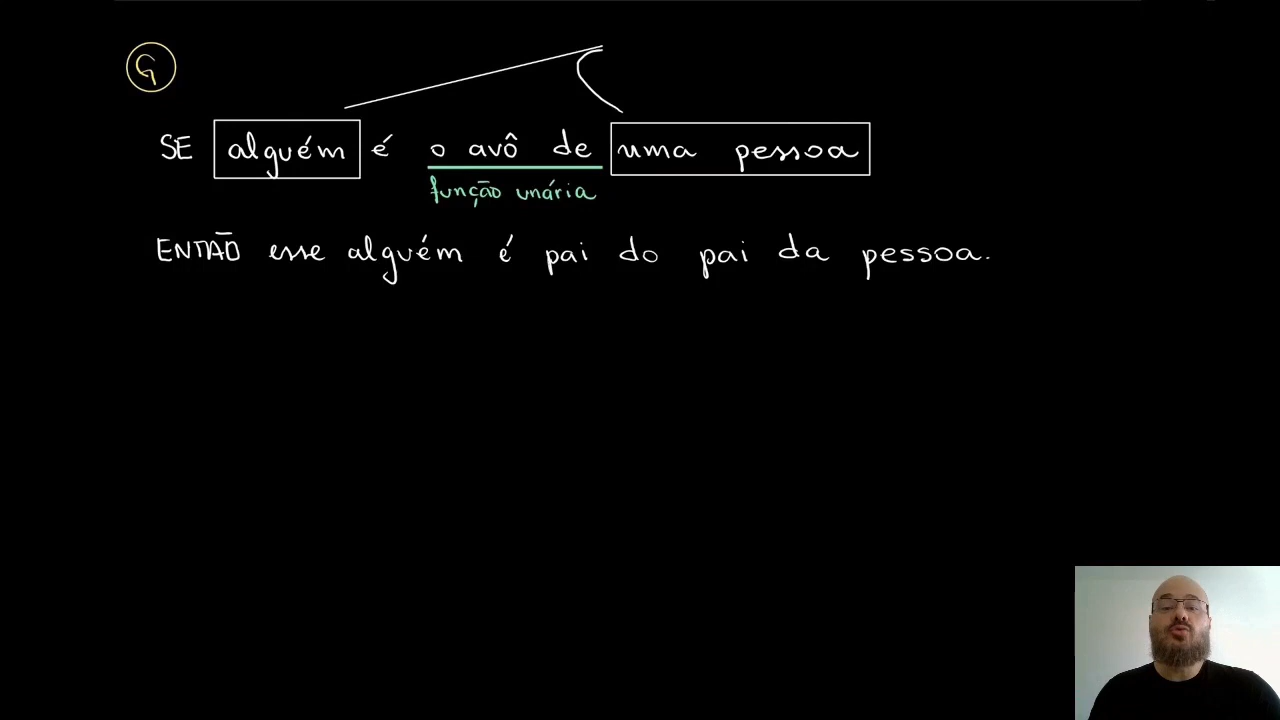 G
SE alguém é o avô de uma pessoa
função unária
ENTÃO esse alguém é pai do pai da pessoa.